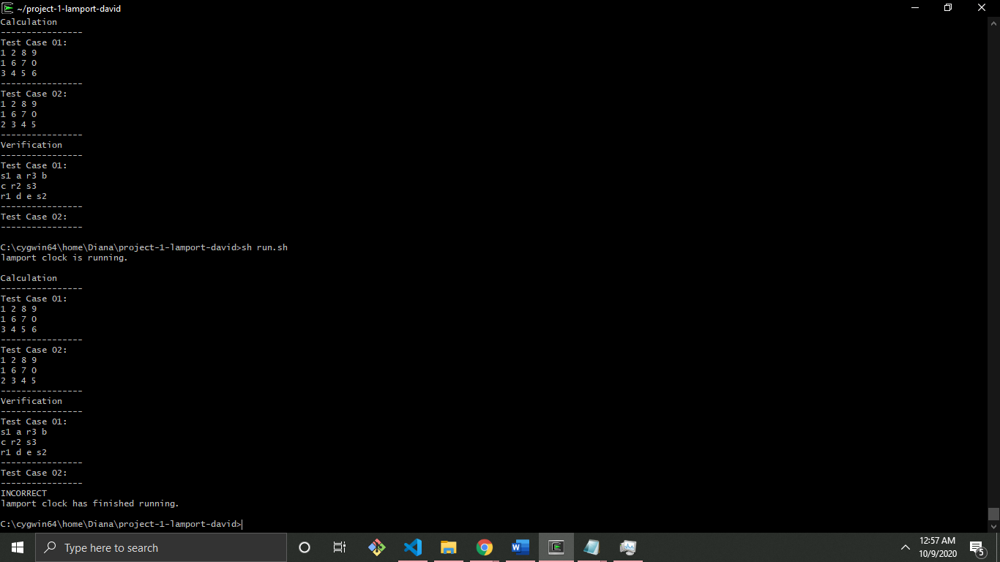 ~/project-1-lamport-david
Calculation
----------------
Test Case 01:
1 2 8 9
1 6 7 0
3 4 5 6
----------------
Test Case 02:
1 2 8 9
1 6 7 0
2 3 4 5
----------------
Verification
----------------
Test Case 01:
s1 a r3 b
c r2 s3
r1 d e s2
----------------
Test Case 02:
----------------
C:\cygwin64\home\Diana\project-1-lamport-david>sh run.sh
lamport clock is running.
Calculation
----------------
Test Case 01:
1 2 8 9
1 6 7 0
3 4 5 6
----------------
Test Case 02:
1 2 8 9
1 6 7 0
2 3 4 5
----------------
Verification
----------------
Test Case 01:
s1 a r3 b
c r2 s3
r1 d e s2
----------------
Test Case 02:
----------------
INCORRECT
lamport clock has finished running.
C:\cygwin64\home\Diana\project-1-lamport-david>
Type here to search
12:57 AM
10/9/2020
5